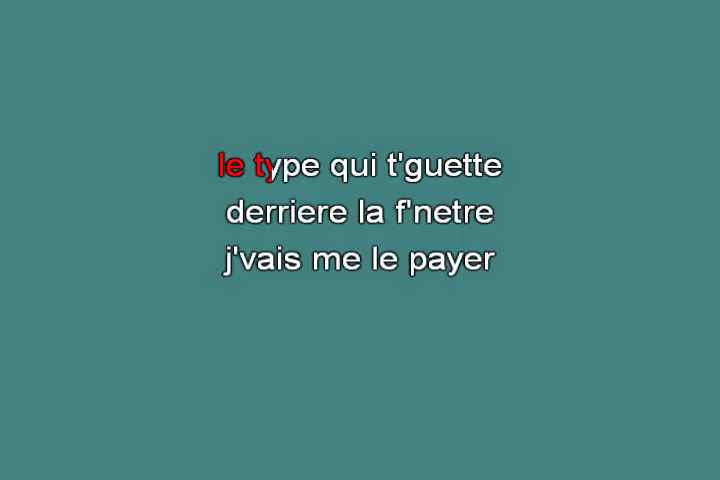 le type qui t'guette
derriere la f'netre
j'vais me le payer